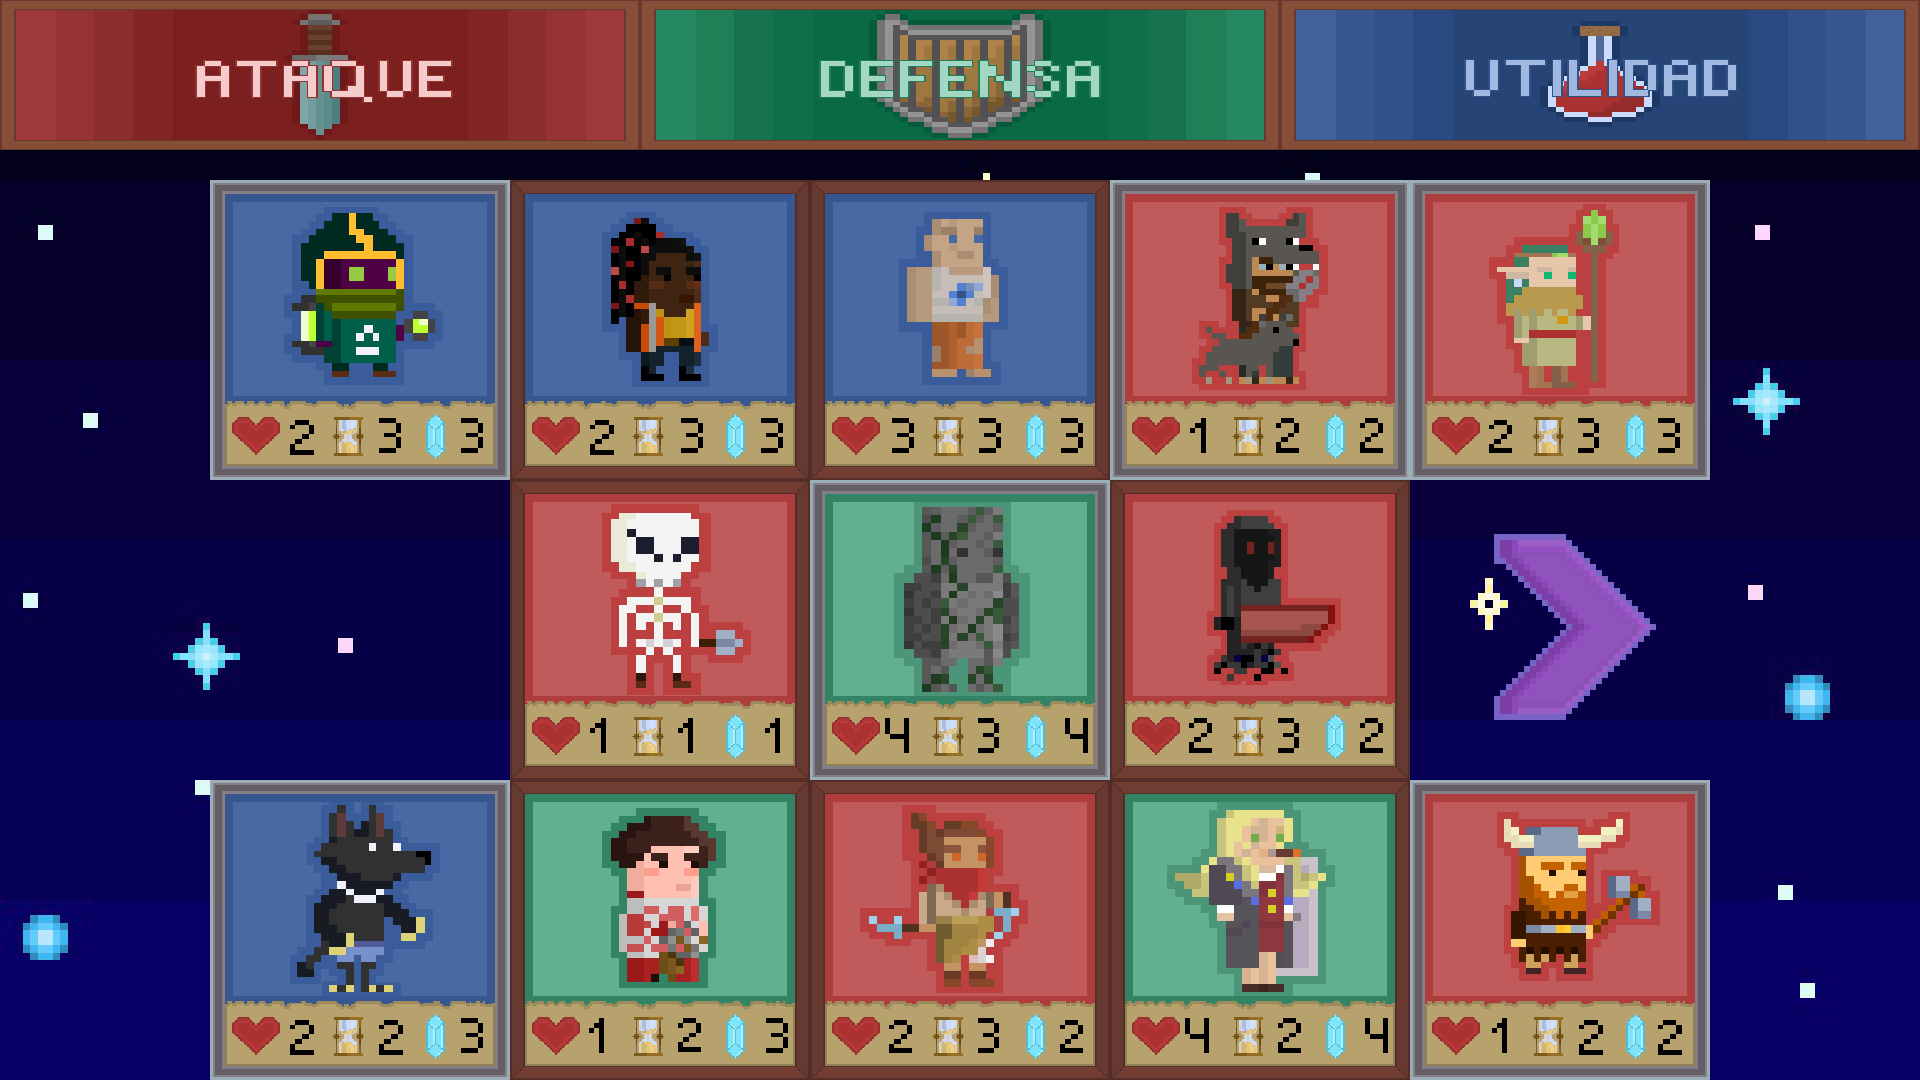 ATAQUE DEFENSA UTILIDAD
2 3 3 2 3 3 3 3 3 1 2 2 2 3 3
1 1 1 4 3 4 2 3 2
2 2 3 1 2 3 2 3 2 4 2 4 1 2 2